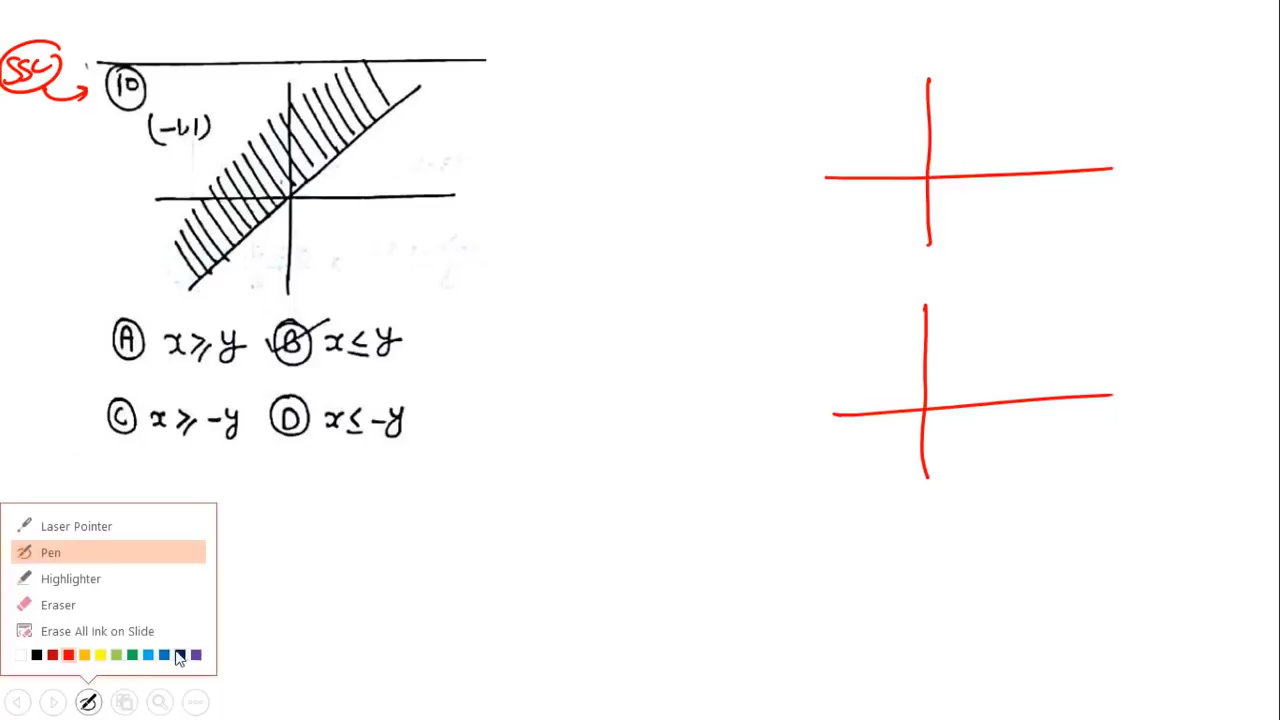 SSC
10
(-1,1)
A x ≥ y B x ≤ y
C x ≥ -y D x ≤ -y
Laser Pointer
Pen
Highlighter
Eraser
Erase All Ink on Slide